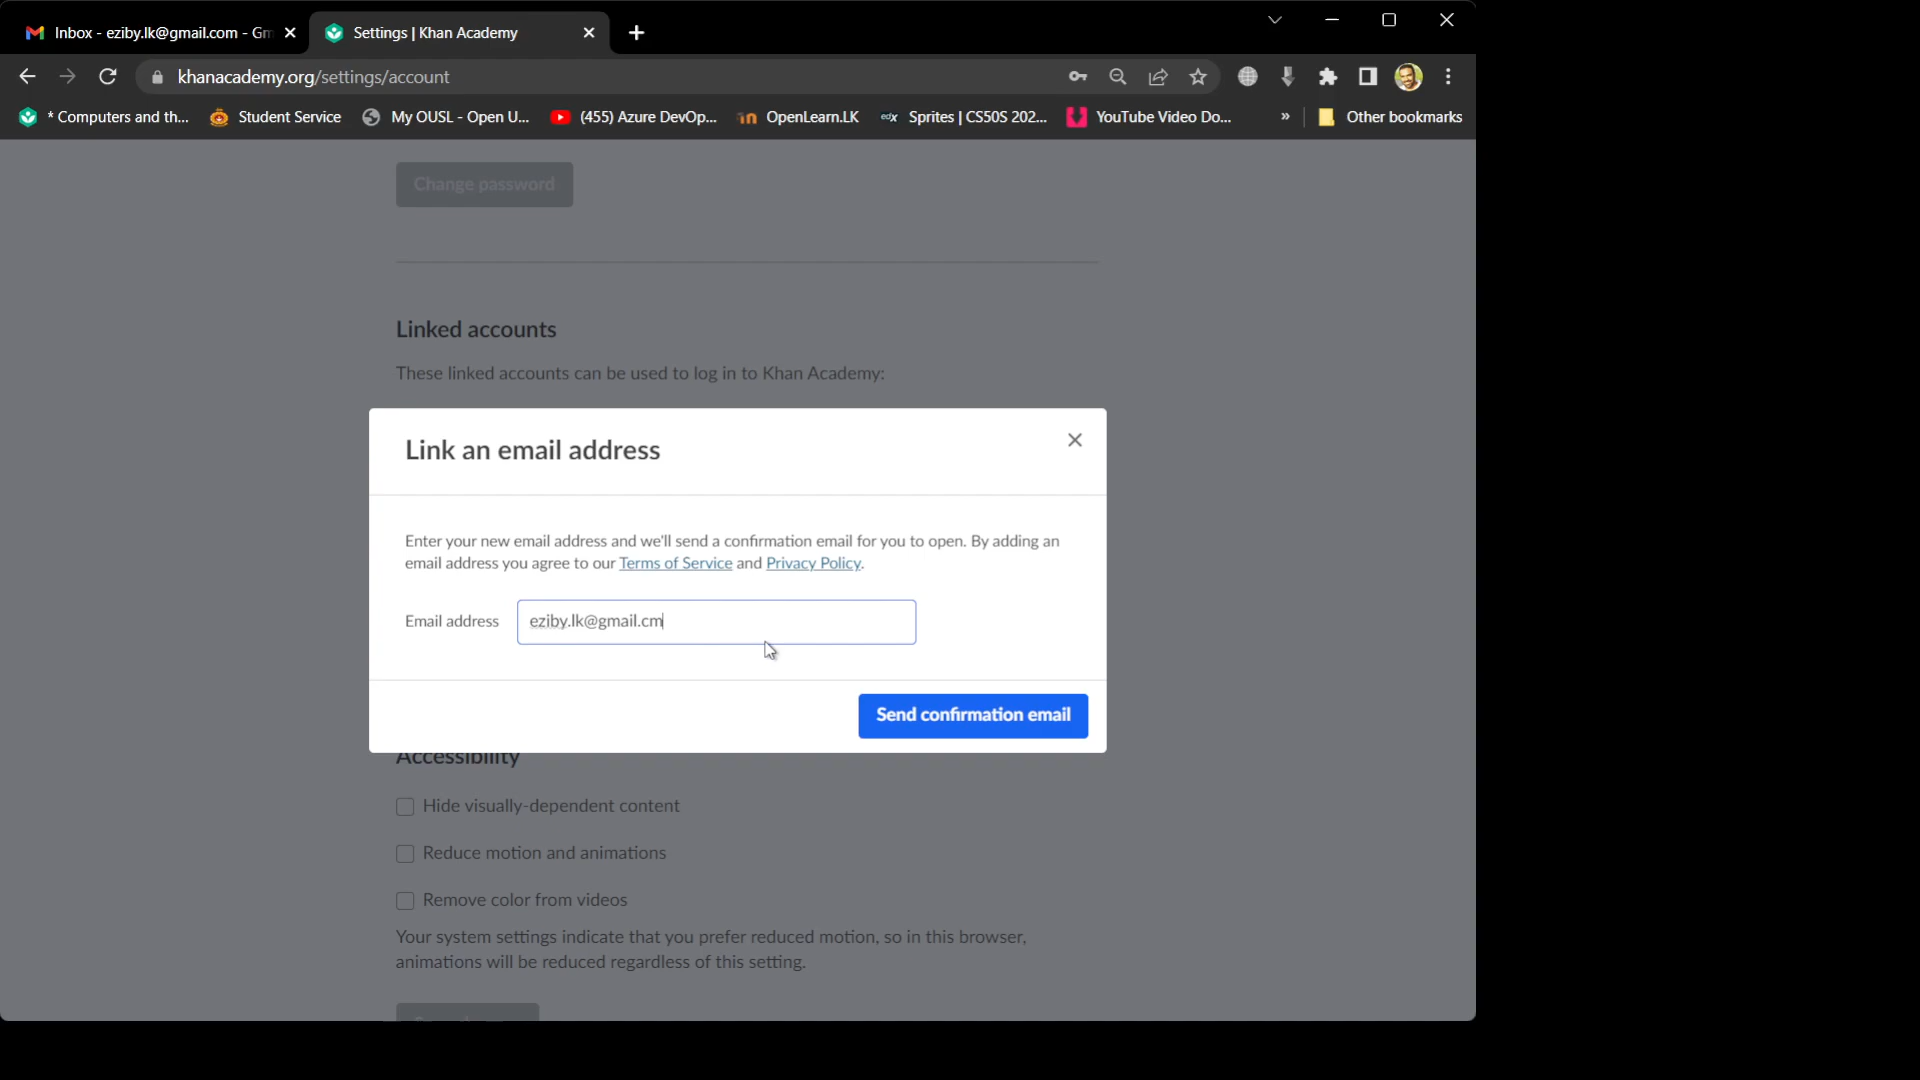 Inbox - eziby.lk@gmail.com - Gm
Settings | Khan Academy
khanacademy.org/settings/account
* Computers and th...
Student Service
My OUSL - Open U...
(455) Azure DevOp...
OpenLearn.LK
edX
Sprites | CS50S 202...
YouTube Video Do...
»
Other bookmarks
Change password
Linked accounts
These linked accounts can be used to log in to Khan Academy:
Link an email address
Enter your new email address and we'll send a confirmation email for you to open. By adding an
email address you agree to our Terms of Service and Privacy Policy.
Email address
eziby.lk@gmail.cm
Send confirmation email
Accessibility
Hide visually-dependent content
Reduce motion and animations
Remove color from videos
Your system settings indicate that you prefer reduced motion, so in this browser,
animations will be reduced regardless of this setting.